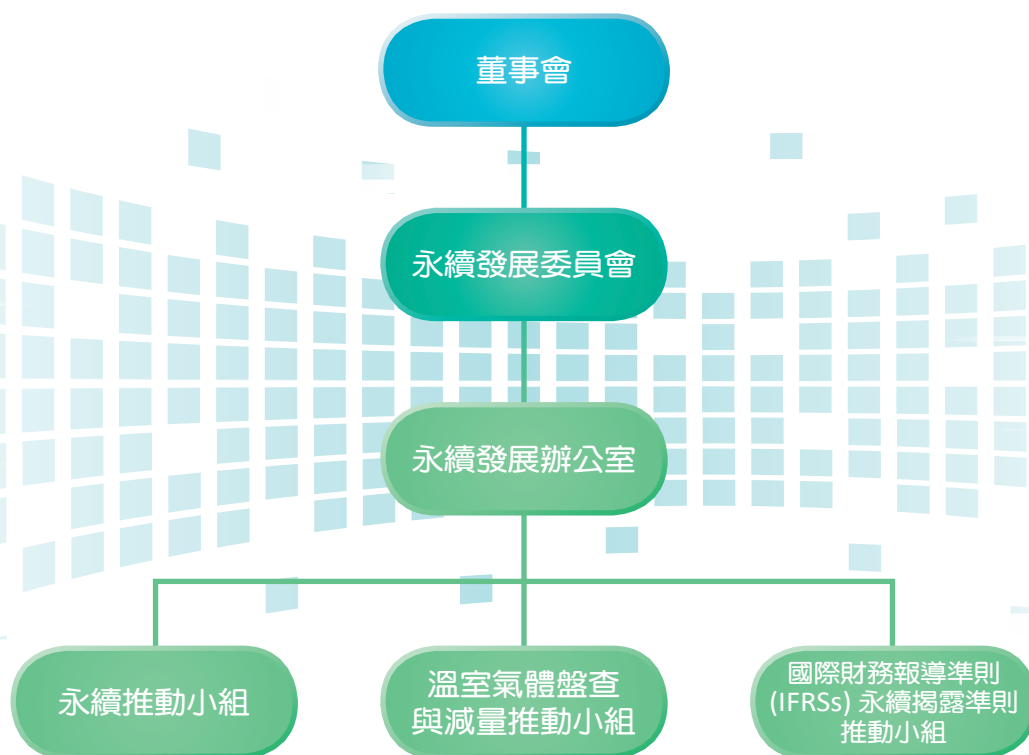 董事會
永續發展委員會
永續發展辦公室
永續推動小組
溫室氣體盤查
與減量推動小組
國際財務報導準則
(IFRSs) 永續揭露準則
推動小組